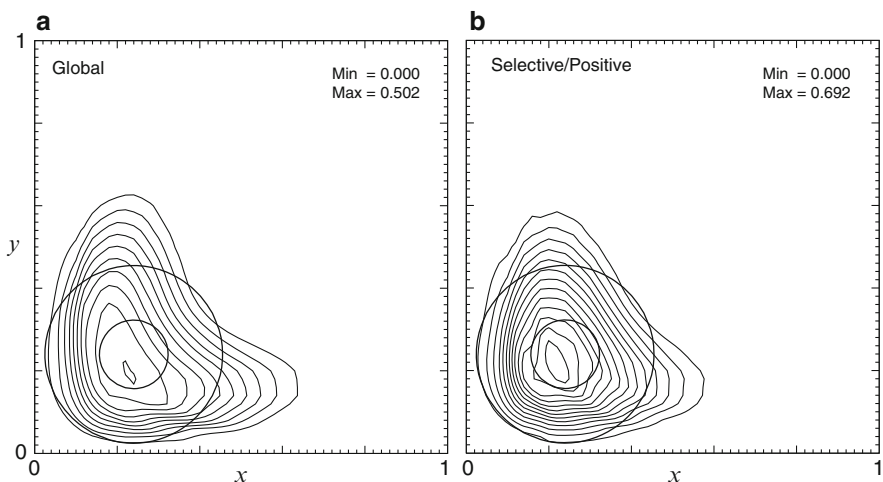 a
b
1
Global
Min = 0.000
Max = 0.502
Selective/Positive
Min = 0.000
Max = 0.692
y
0
0
x
1
0
x
1